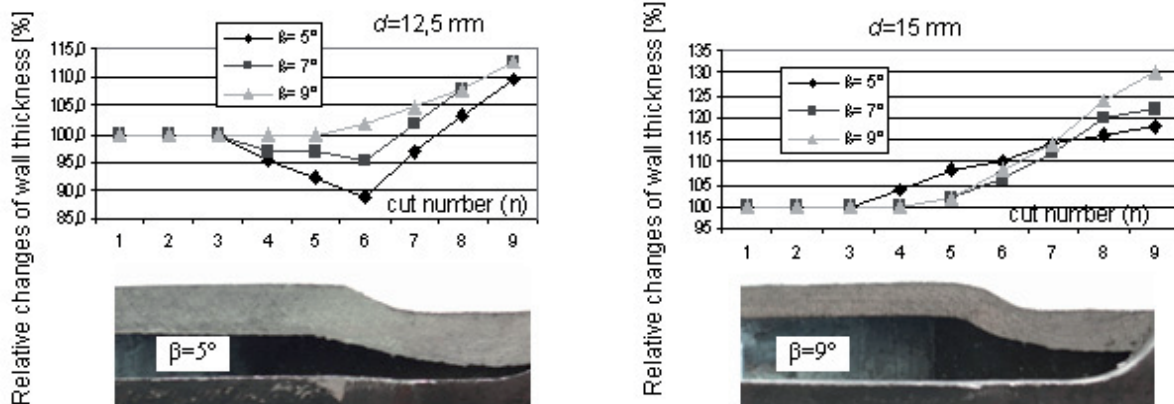 Relative changes of wall thickness [%]
d=12,5 mm
115,0
110,0
105,0
100,0
95,0
90,0
85,0
β= 5°
β= 7°
β= 9°
cut number (n)
1 2 3 4 5 6 7 8 9
β=5°
Relative changes of wall thickness [%]
d=15 mm
135
130
125
120
115
110
105
100
95
β= 5°
β= 7°
β= 9°
cut number (n)
1 2 3 4 5 6 7 8 9
β=9°